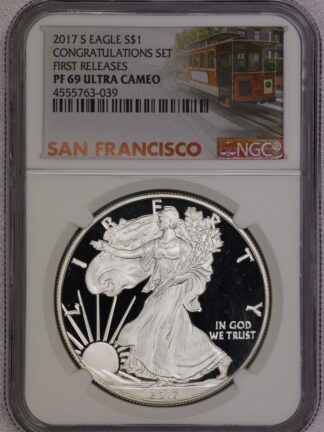 2017 S EAGLE S$1
CONGRATULATIONS SET
FIRST RELEASES
PF 69 ULTRA CAMEO
4555763-039
SAN FRANCISCO
NGC
LIBERTY
IN GOD
WE TRUST
2017